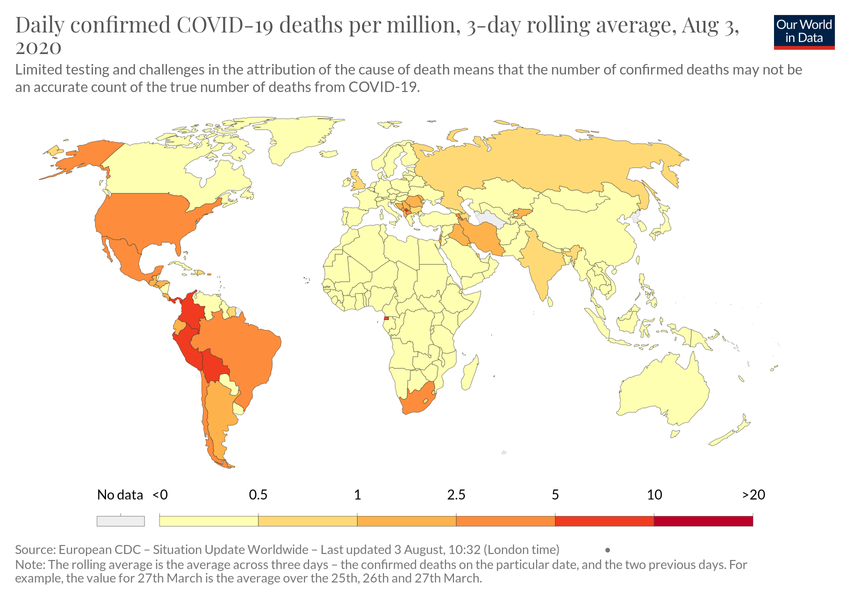 Daily confirmed COVID-19 deaths per million, 3-day rolling average, Aug 3,
2020
Our World
in Data
Limited testing and challenges in the attribution of the cause of death means that the number of confirmed deaths may not be
an accurate count of the true number of deaths from COVID-19.
No data <0 0.5 1 2.5 5 10 >20
Source: European CDC – Situation Update Worldwide – Last updated 3 August, 10:32 (London time)
Note: The rolling average is the average across three days – the confirmed deaths on the particular date, and the two previous days. For
example, the value for 27th March is the average over the 25th, 26th and 27th March.